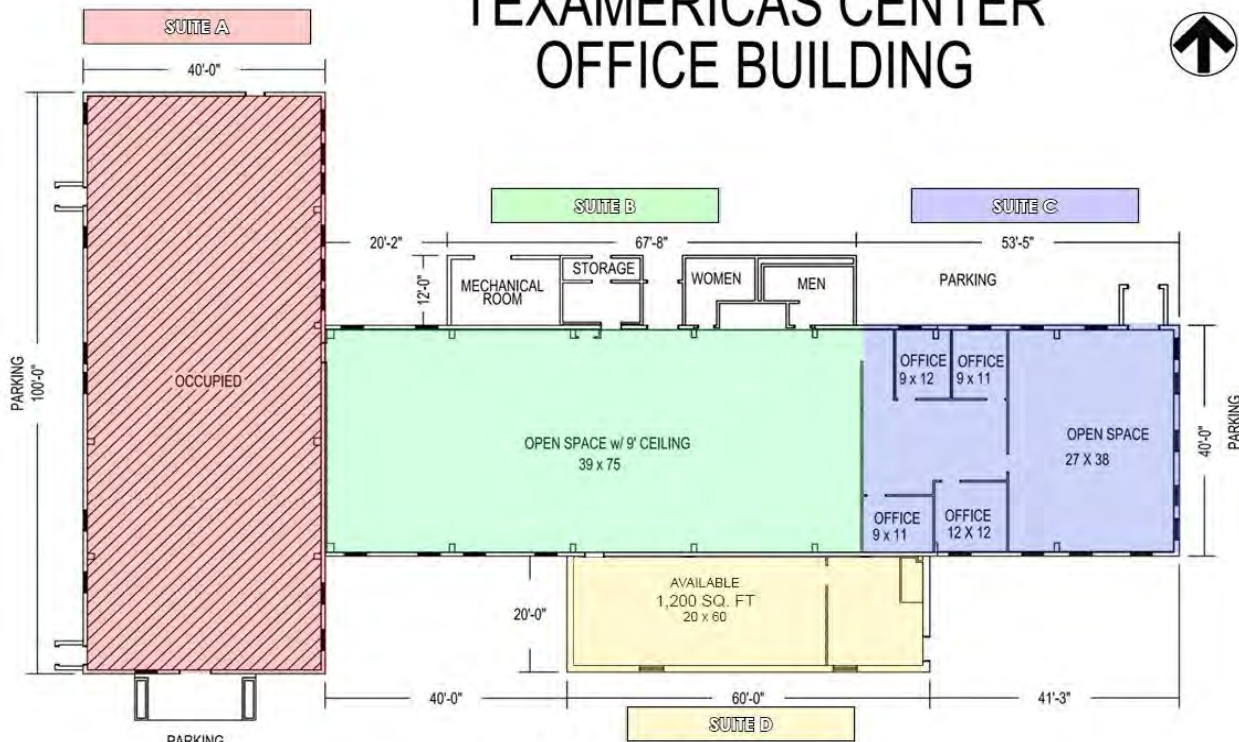 TEXAMERICAS CENTER
OFFICE BUILDING
SUITE A
40'-0"
SUITE B
SUITE C
20'-2"
67'-8"
53'-5"
12'-0"
MECHANICAL
ROOM
STORAGE
WOMEN
MEN
PARKING
PARKING
100'-0"
OCCUPIED
OFFICE
9 x 12
OFFICE
9 x 11
OPEN SPACE w/ 9' CEILING
39 x 75
OPEN SPACE
27 X 38
40'-0"
PARKING
OFFICE
9 x 11
OFFICE
12 X 12
AVAILABLE
1,200 SQ. FT
20 x 60
20'-0"
40'-0"
60'-0"
41'-3"
SUITE D
PARKING